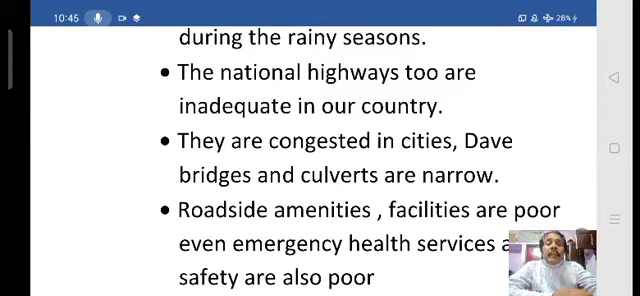 10:45
28%
during the rainy seasons.
• The national highways too are
inadequate in our country.
• They are congested in cities, Dave
bridges and culverts are narrow.
• Roadside amenities , facilities are poor
even emergency health services
safety are also poor